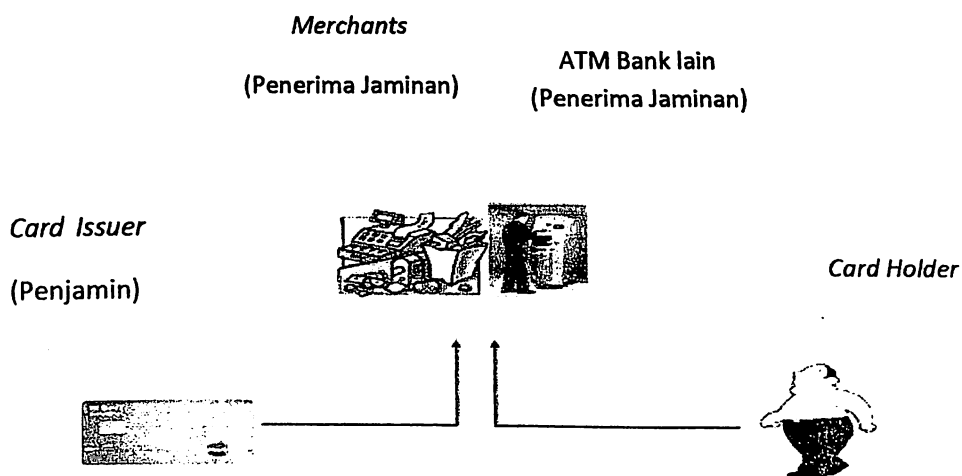 Merchants
(Penerima Jaminan)
ATM Bank lain
(Penerima Jaminan)
Card Issuer
(Penjamin)
Card Holder